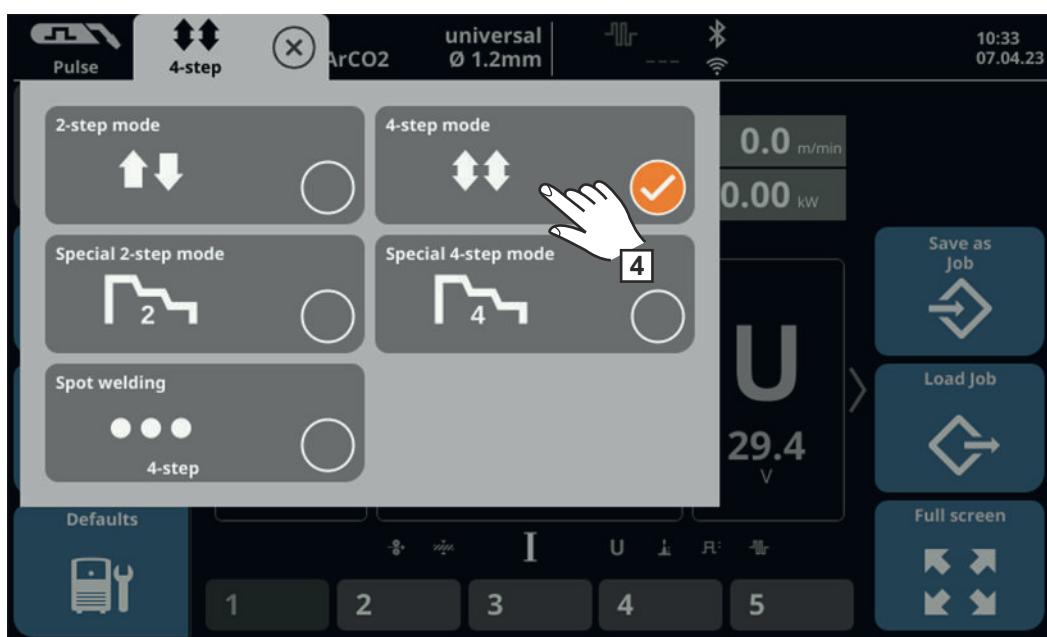 Pulse
4-step
ArCO2
universal
Ø 1.2mm
---
10:33
07.04.23
2-step mode
4-step mode
0.0 m/min
0.00 kW
Special 2-step mode
2
Special 4-step mode
4
4
Save as
Job
Spot welding
4-step
U
29.4
V
Load Job
Defaults
I
U
Full screen
1
2
3
4
5